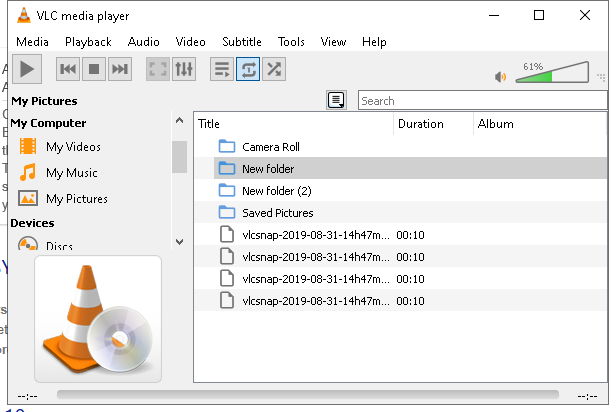 VLC media player
Media Playback Audio Video Subtitle Tools View Help
61%
My Pictures
Search
My Computer
My Videos
My Music
My Pictures
Devices
Discs
Title Duration Album
Camera Roll
New folder
New folder (2)
Saved Pictures
vlcsnap-2019-08-31-14h47m... 00:10
vlcsnap-2019-08-31-14h47m... 00:10
vlcsnap-2019-08-31-14h47m... 00:10
vlcsnap-2019-08-31-14h47m... 00:10
--:-- --:--